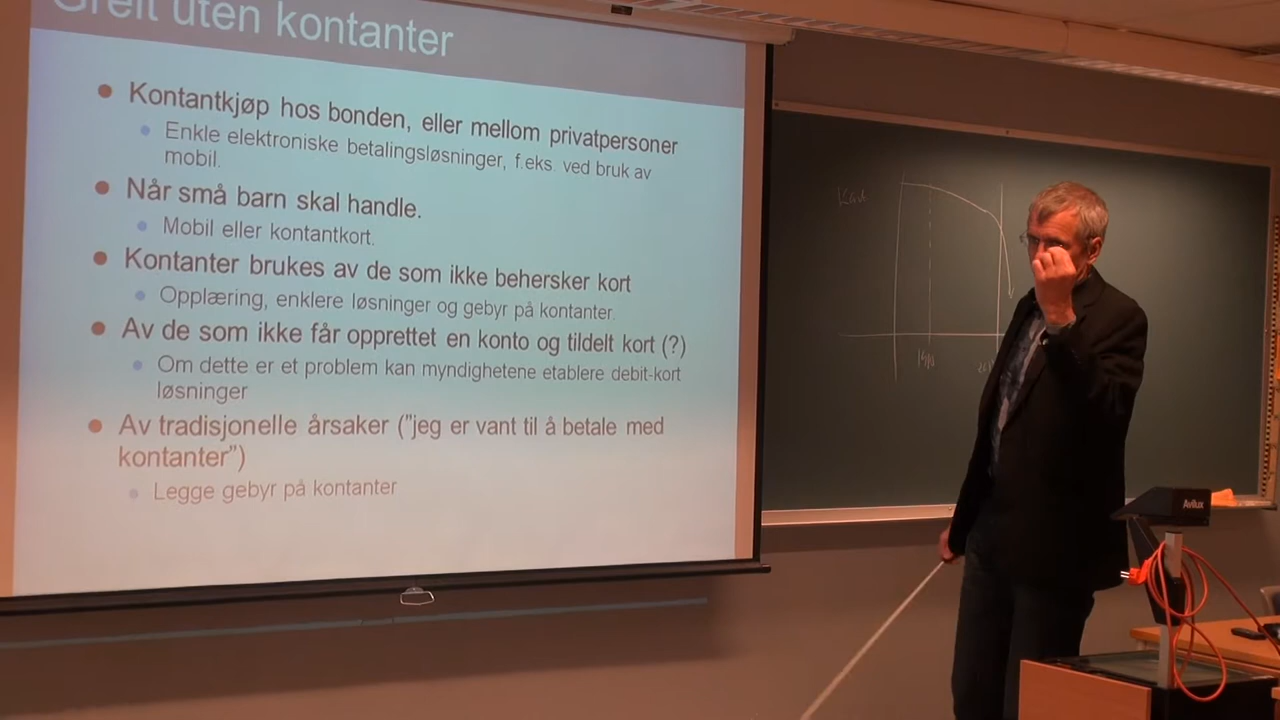 Greit uten kontanter
Kontantkjøp hos bonden, eller mellom privatpersoner
Enkle elektroniske betalingsløsninger, f.eks. ved bruk av
mobil.
Når små barn skal handle.
Mobil eller kontantkort.
Kontanter brukes av de som ikke behersker kort
Opplæring, enklere løsninger og gebyr på kontanter.
Av de som ikke får opprettet en konto og tildelt kort (?)
Om dette er et problem kan myndighetene etablere debit-kort
løsninger
Av tradisjonelle årsaker ("jeg er vant til å betale med
kontanter”)
Legge gebyr på kontanter
Avilux